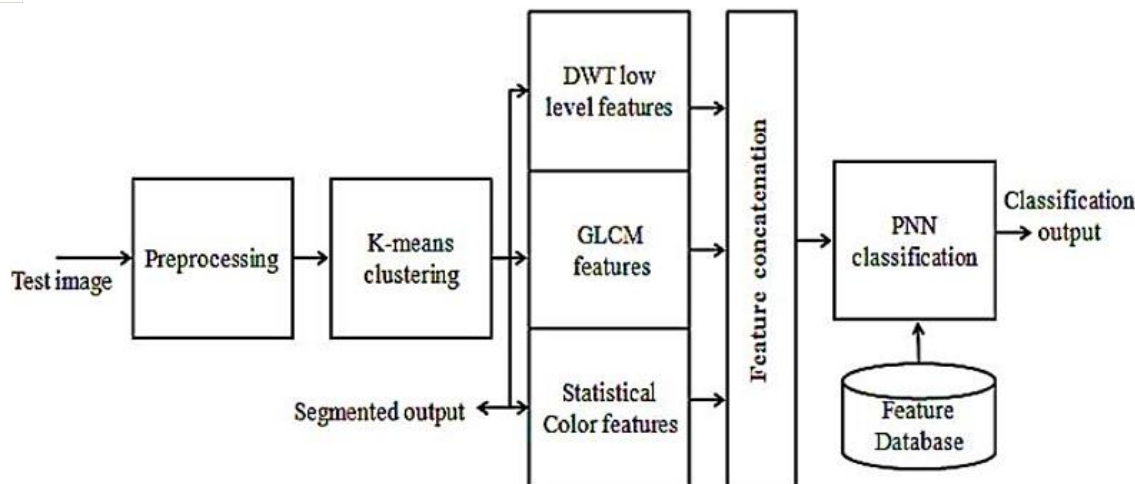 Test image
Preprocessing
K-means
clustering
Segmented output
DWT low
level features
GLCM
features
Statistical
Color features
Feature concatenation
PNN
classification
Classification
output
Feature
Database